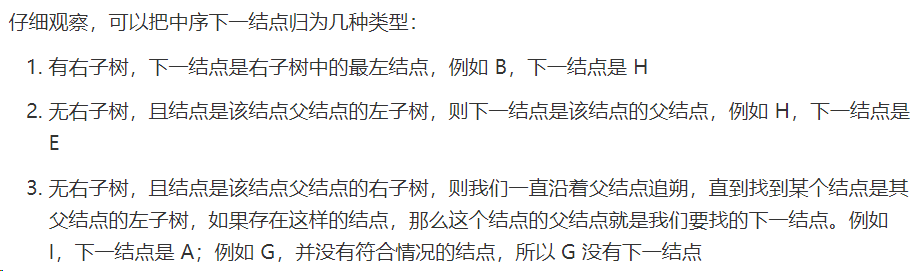 仔细观察，可以把中序下一结点归为几种类型：
1. 有右子树，下一结点是右子树中的最左结点，例如 B，下一结点是 H
2. 无右子树，且结点是该结点父结点的左子树，则下一结点是该结点的父结点，例如 H，下一结点是
E
3. 无右子树，且结点是该结点父结点的右子树，则我们一直沿着父结点追朔，直到找到某个结点是其
父结点的左子树，如果存在这样的结点，那么这个结点的父结点就是我们要找的下一结点。例如
I，下一结点是 A；例如 G，并没有符合情况的结点，所以 G 没有下一结点